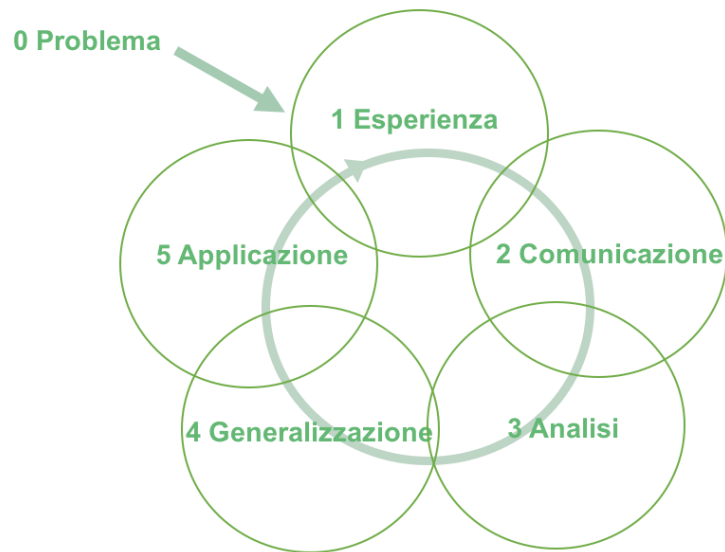 0 Problema
1 Esperienza
2 Comunicazione
3 Analisi
4 Generalizzazione
5 Applicazione